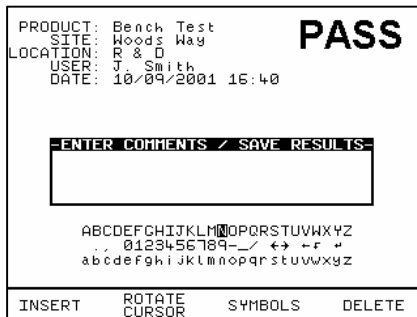 PRODUCT: Bench Test
PASS
SITE: Woods Way
LOCATION: R & D
USER: J. Smith
DATE: 10/09/2001 16:40
-ENTER COMMENTS / SAVE RESULTS-
ABCDEFGHIJKLMNOPQRSTUVWXYZ
., 0123456789-_/ ←→ ←r ↵
abcdefghijklmnopqrstuvwxyz
INSERT ROTATE CURSOR SYMBOLS DELETE